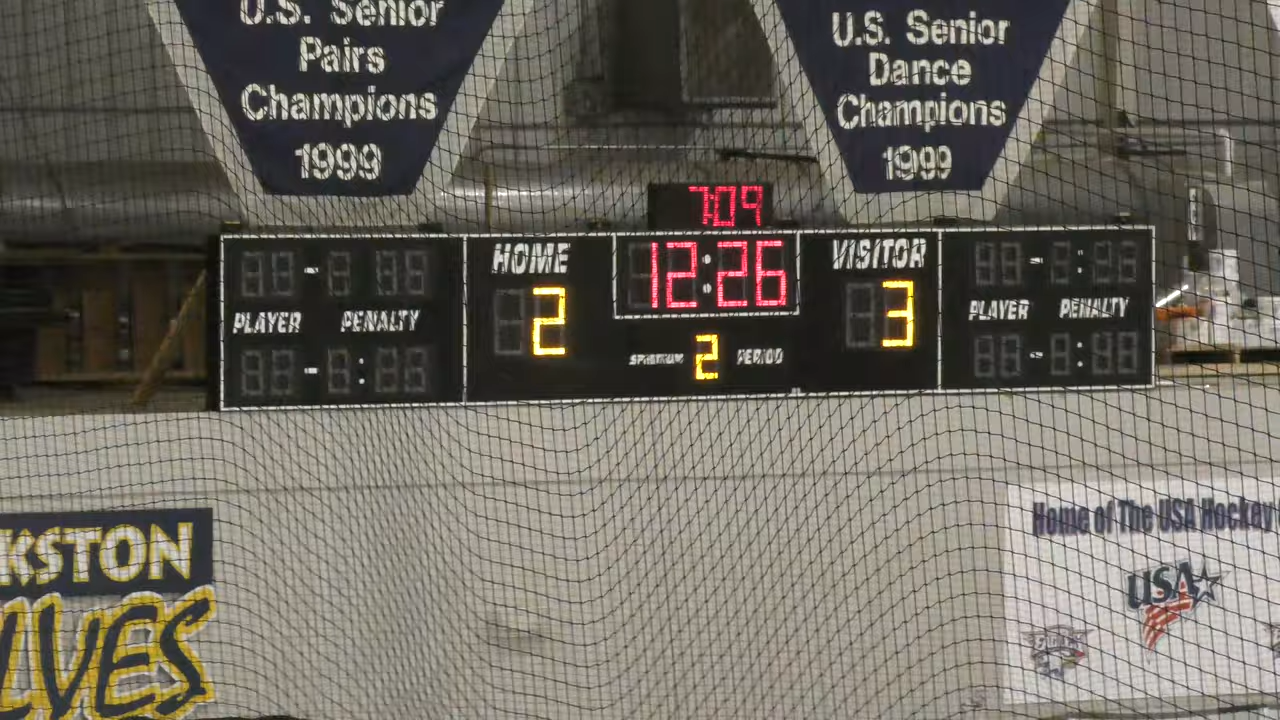 U.S. Senior
Pairs
Champions
1999
U.S. Senior
Dance
Champions
1999
7:09
HOME
12:26
VISITOR
2
3
PLAYER PENALTY
PLAYER PENALTY
2 PERIOD
KSTON
LVES
Home of The USA Hockey
USA